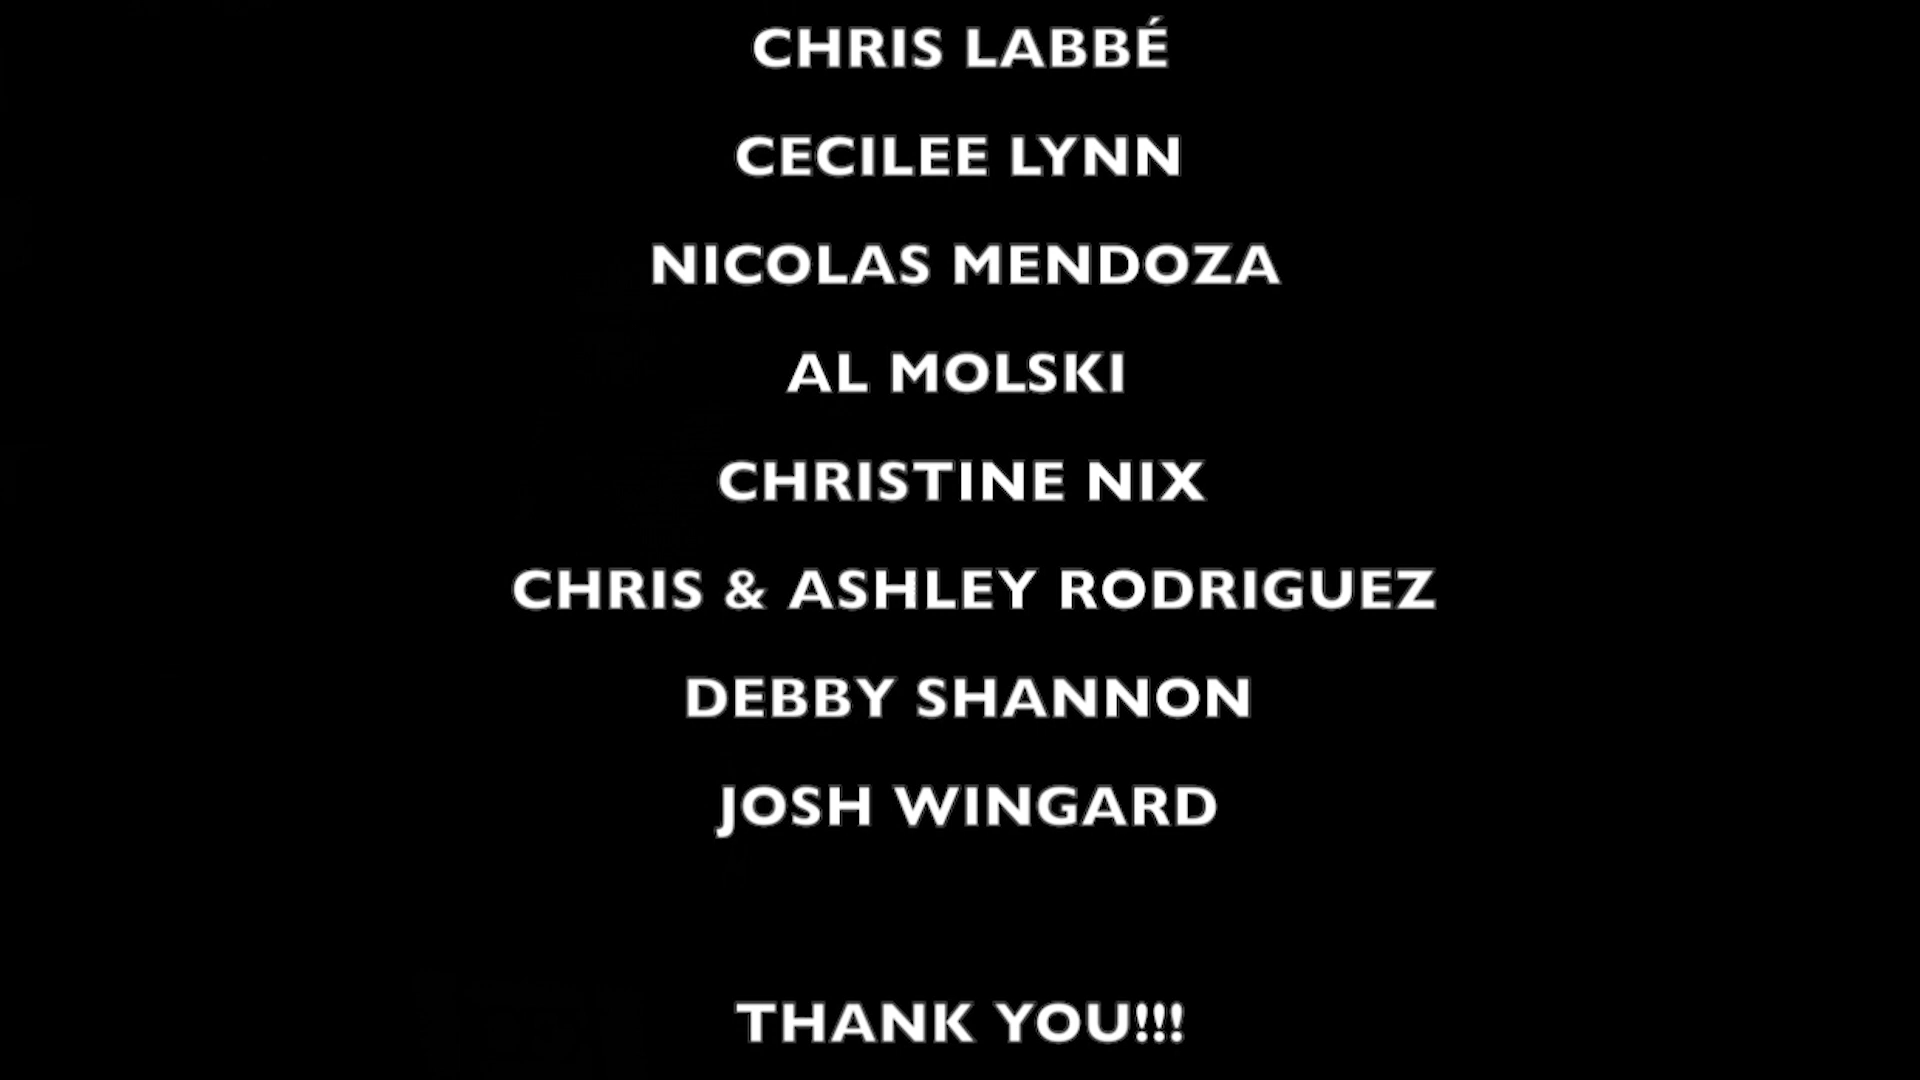 CHRIS LABBÉ
CECILEE LYNN
NICOLAS MENDOZA
AL MOLSKI
CHRISTINE NIX
CHRIS & ASHLEY RODRIGUEZ
DEBBY SHANNON
JOSH WINGARD
THANK YOU!!!